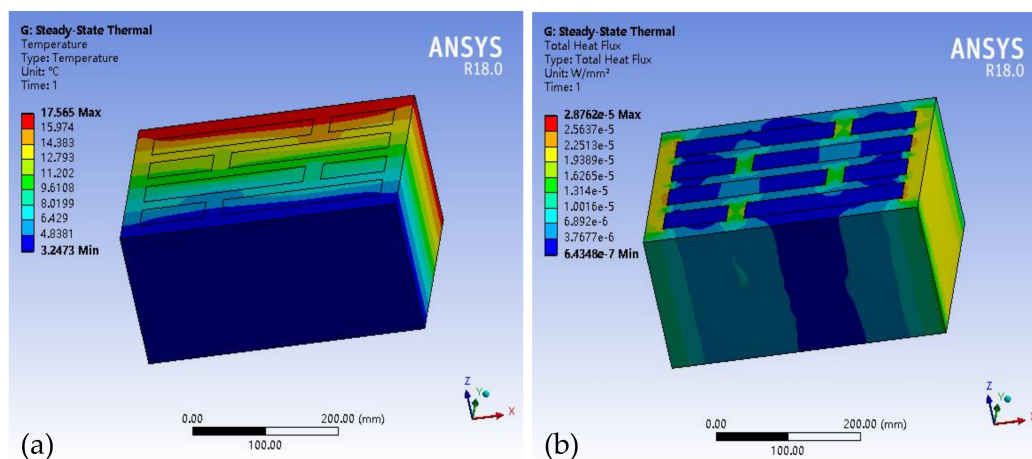 G: Steady-State Thermal
Temperature
Type: Temperature
Unit: °C
Time: 1
ANSYS
R18.0
17.565 Max
15.974
14.383
12.793
11.202
9.6108
8.0199
6.429
4.8381
3.2473 Min
0.00
200.00 (mm)
100.00
Z
Y
X
(a)
G: Steady-State Thermal
Total Heat Flux
Type: Total Heat Flux
Unit: W/mm²
Time: 1
ANSYS
R18.0
2.8762e-5 Max
2.5637e-5
2.2513e-5
1.9389e-5
1.6265e-5
1.314e-5
1.0016e-5
6.892e-6
3.7677e-6
6.4348e-7 Min
0.00
200.00 (mm)
100.00
Z
Y
X
(b)